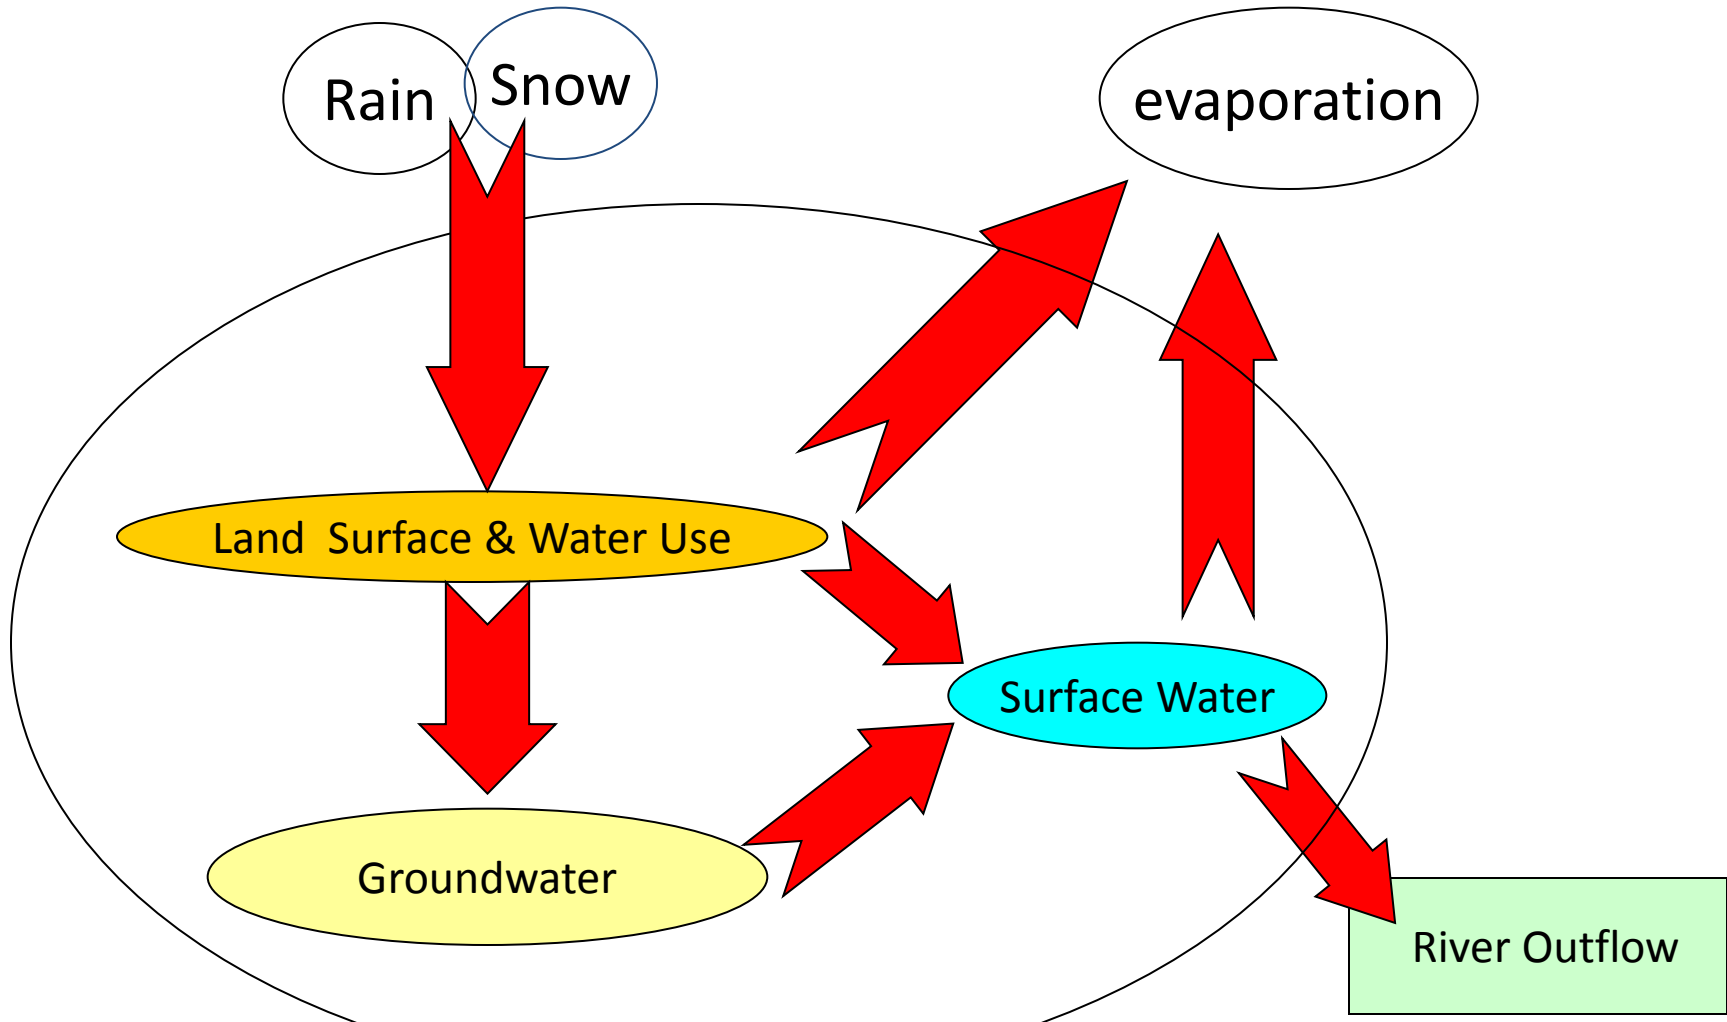 Rain
Snow
evaporation
Land  Surface & Water Use
Surface Water
Groundwater
River Outflow